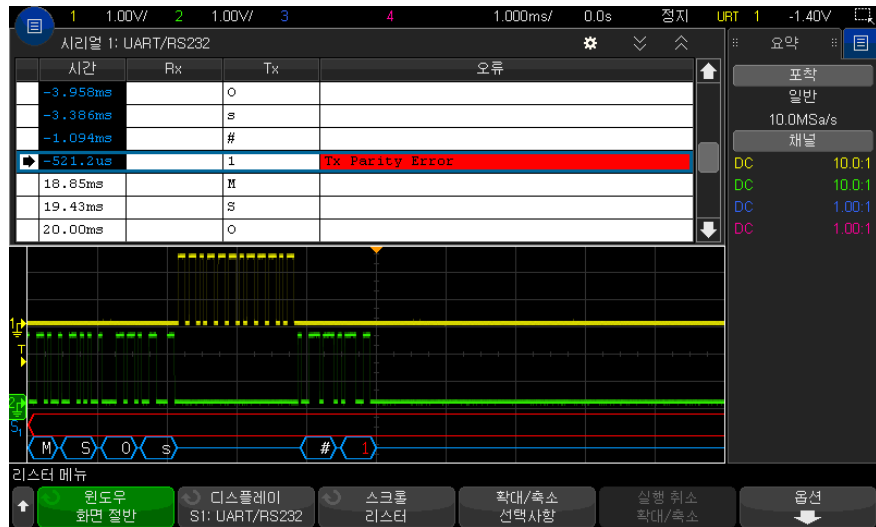 1 1.00V/ 2 1.00V/ 3 4 1.000ms/ 0.0s 정지 URT 1 -1.40V
시리얼 1: UART/RS232
요약
시간 Rx Tx 오류
-3.958ms O
-3.386ms s
-1.094ms #
-521.2us 1 Tx Parity Error
18.85ms M
19.43ms S
20.00ms O
포착
일반
10.0MSa/s
채널
DC 10.0:1
DC 10.0:1
DC 1.00:1
DC 1.00:1
1
T
2
S1
M S O s # 1
리스터 메뉴
윈도우
화면 절반
디스플레이
S1: UART/RS232
스크롤
리스터
확대/축소
선택사항
실행 취소
확대/축소
옵션